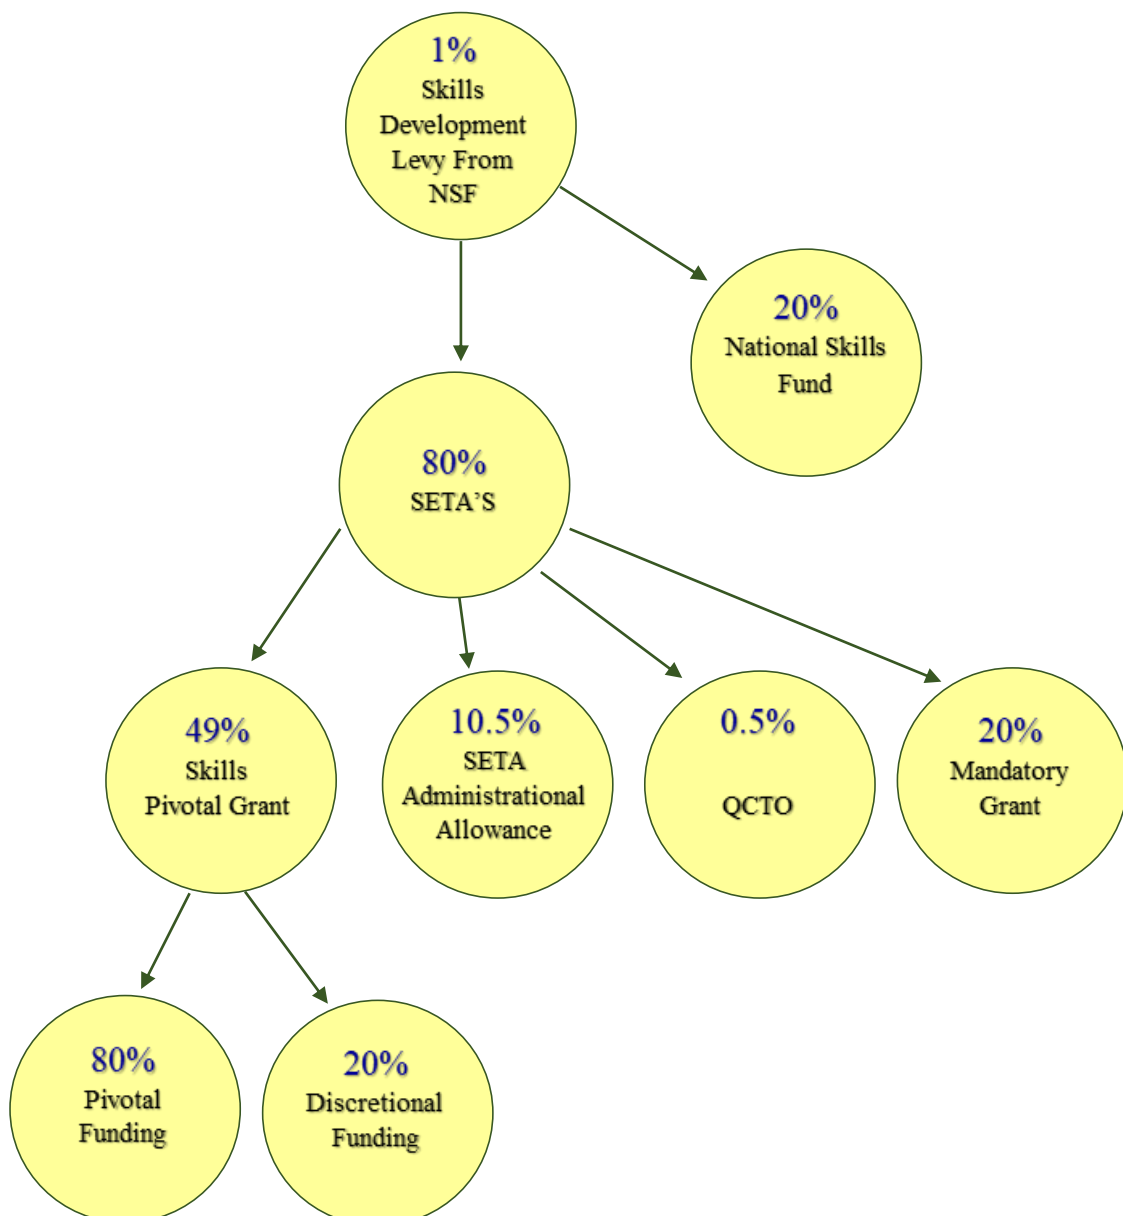 1%
Skills
Development
Levy From
NSF
20%
National Skills
Fund
80%
SETA’S
49%
Skills
Pivotal Grant
10.5%
SETA
Administrational
Allowance
0.5%
QCTO
20%
Mandatory
Grant
80%
Pivotal
Funding
20%
Discretional
Funding